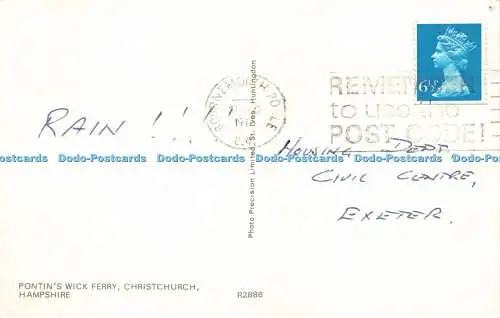 6½P
BOURNEMOUTH POOLE
REMEMBER
to use the
POST CODE!
RAIN! ! !
HOUSING DEPT
CIVIC CENTRE,
EXETER.
Dodo-Postcards Dodo-Postcards Dodo-Postcards Dodo-Postcards Dodo-Postcards Dodo-Postcards
Photo Precision Limited, St. Ives, Huntingdon
PONTIN'S WICK FERRY, CHRISTCHURCH,
HAMPSHIRE
R2886